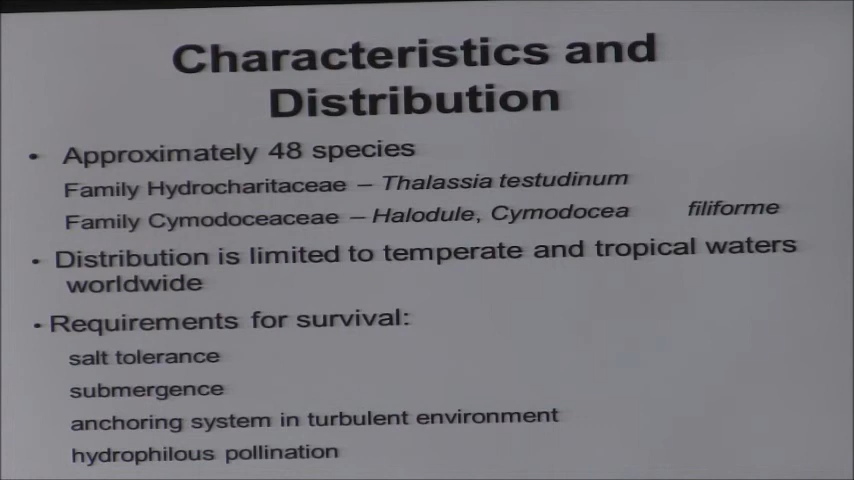 Characteristics and
Distribution
• Approximately 48 species
Family Hydrocharitaceae – Thalassia testudinum
Family Cymodoceaceae – Halodule, Cymodocea filiforme
• Distribution is limited to temperate and tropical waters
worldwide
• Requirements for survival:
salt tolerance
submergence
anchoring system in turbulent environment
hydrophilous pollination